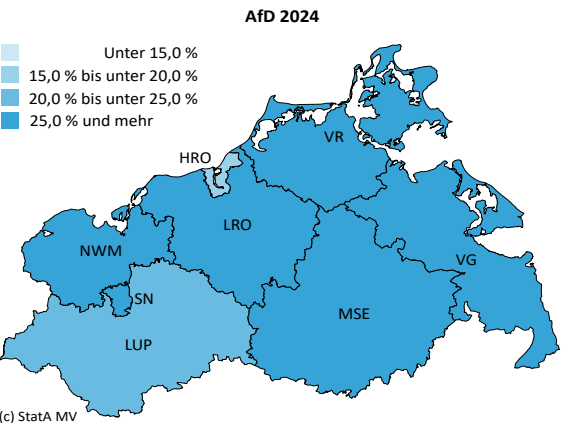 AfD 2024
Unter 15,0 %
15,0 % bis unter 20,0 %
20,0 % bis unter 25,0 %
25,0 % und mehr
VR
HRO
LRO
NWM
VG
SN
MSE
LUP
(c) StatA MV